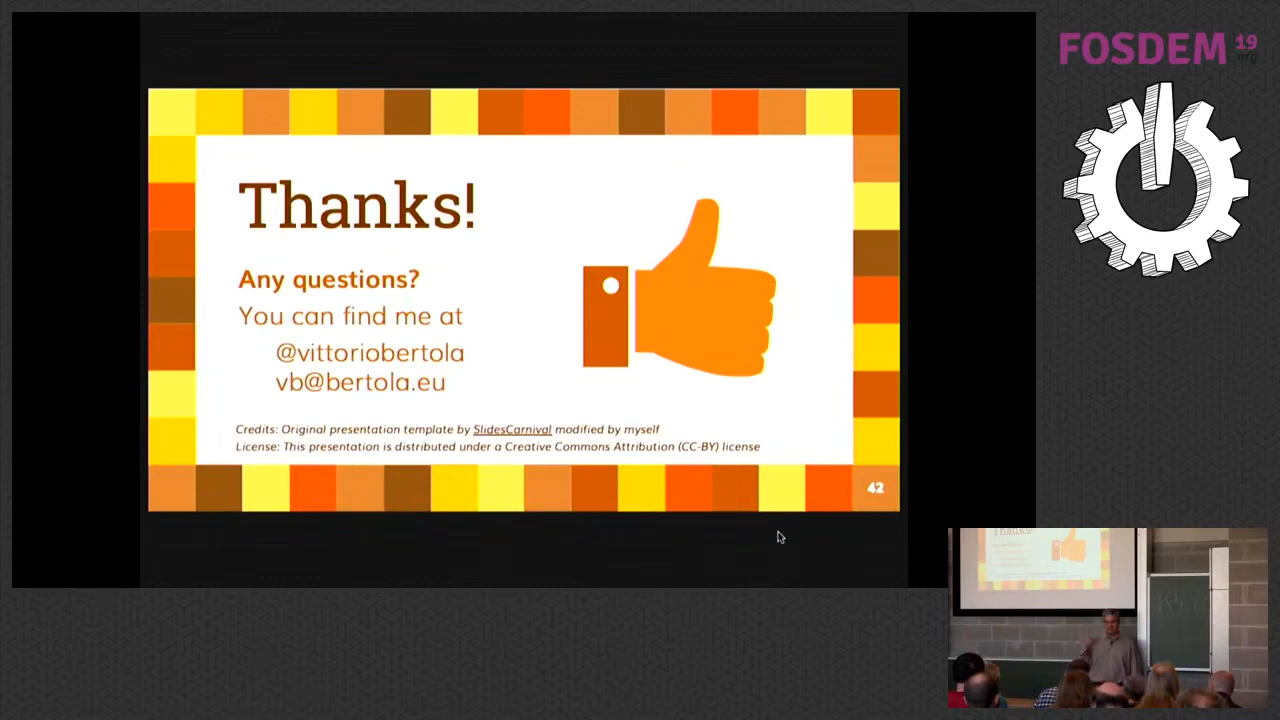 FOSDEM 19
.org
Thanks!
Any questions?
You can find me at
@vittoriobertola
vb@bertola.eu
Credits: Original presentation template by SlidesCarnival modified by myself
License: This presentation is distributed under a Creative Commons Attribution (CC-BY) license
42
Thanks!